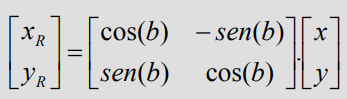 [x_R] = [cos(b) − sen(b)] . [x]
[y_R] [sen(b) cos(b)] [y]